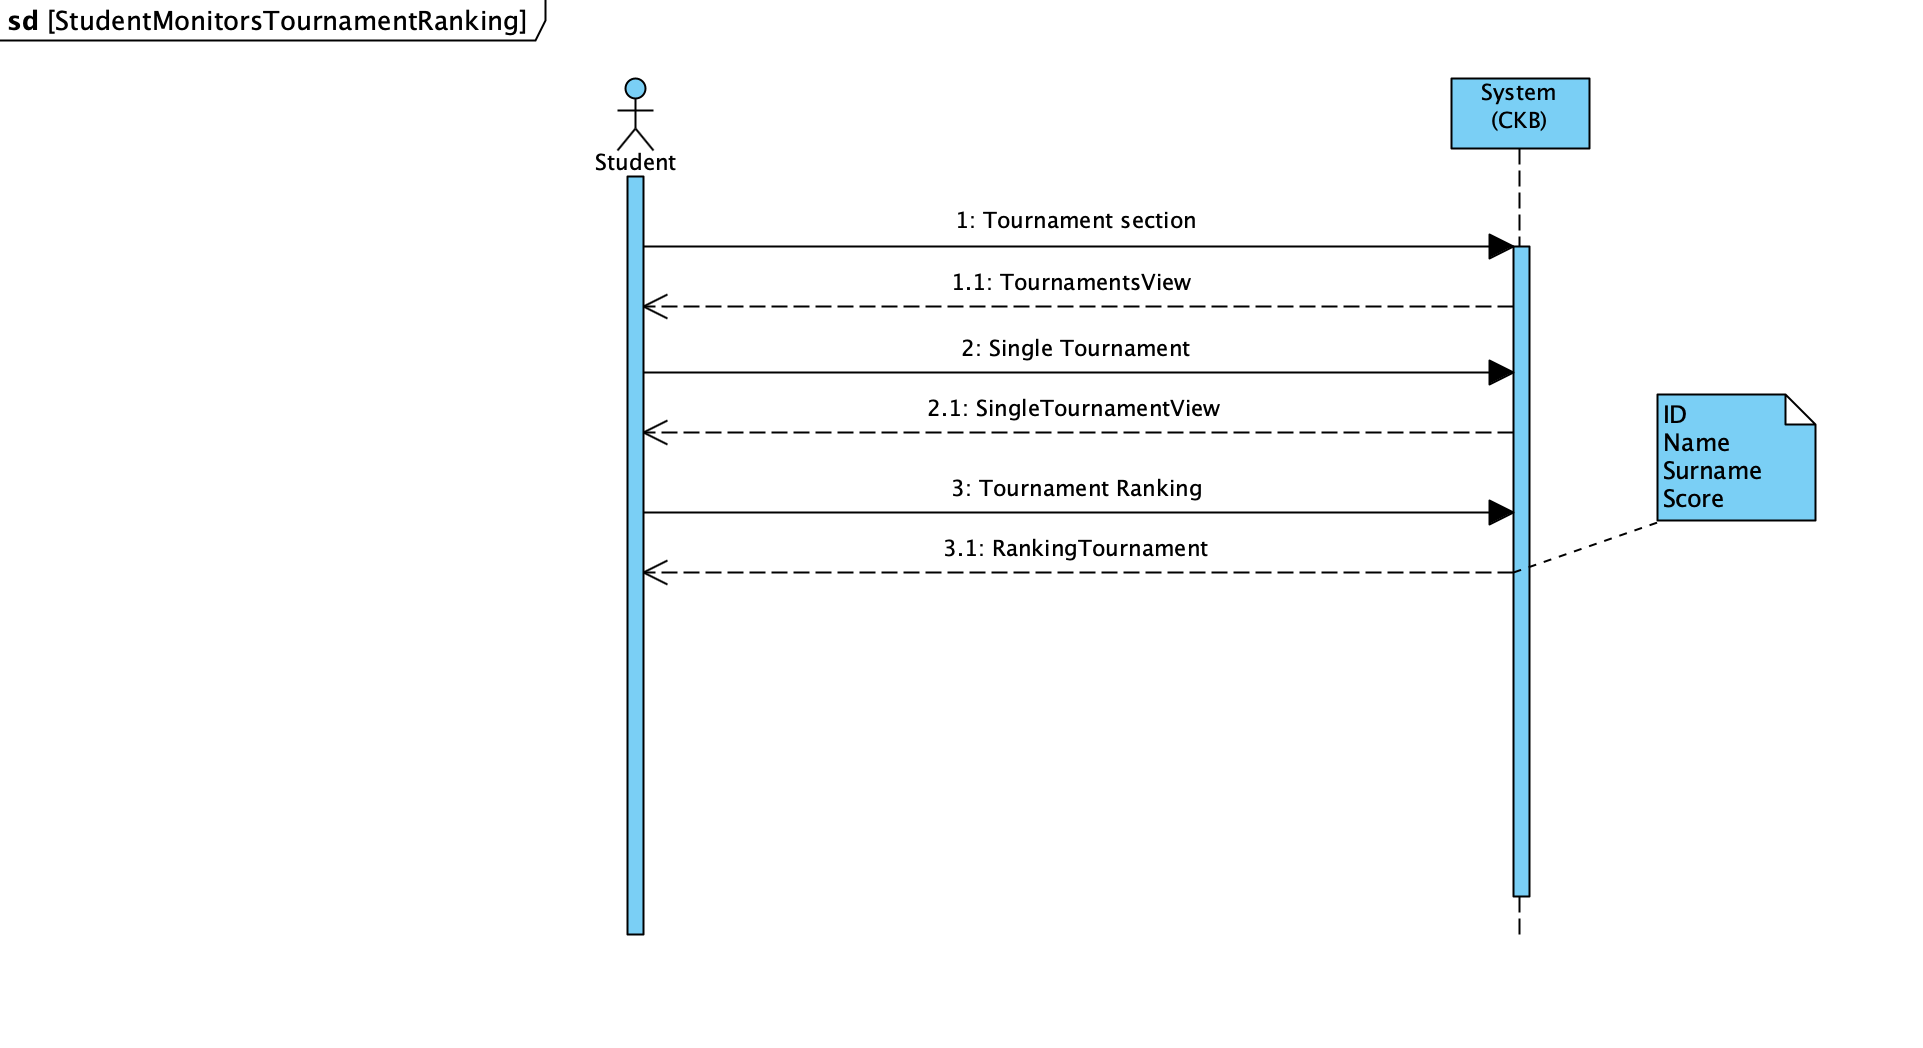 sd [StudentMonitorsTournamentRanking]
Student
System
(CKB)
1: Tournament section
1.1: TournamentsView
2: Single Tournament
2.1: SingleTournamentView
ID
Name
Surname
Score
3: Tournament Ranking
3.1: RankingTournament